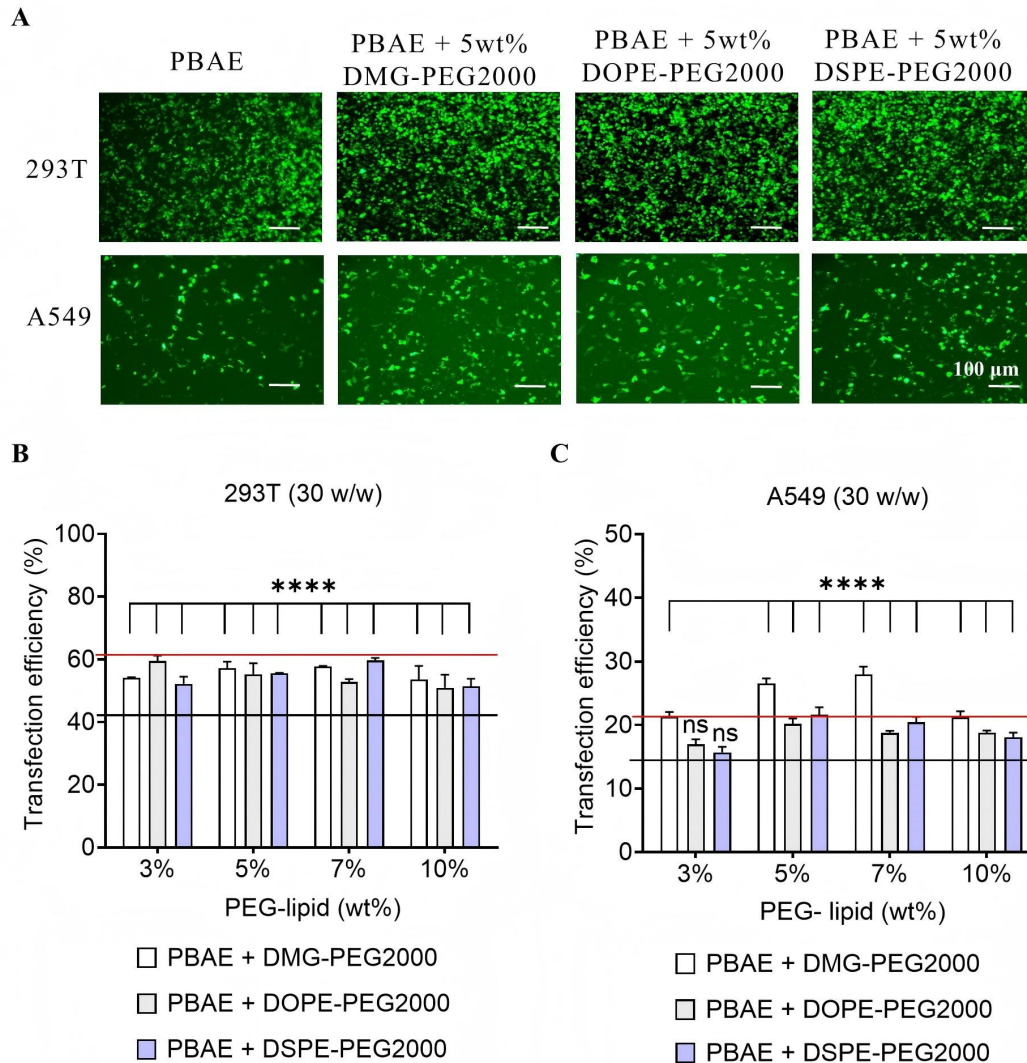 A
PBAE
PBAE + 5wt%
DMG-PEG2000
PBAE + 5wt%
DOPE-PEG2000
PBAE + 5wt%
DSPE-PEG2000
293T
A549
100 μm
B
293T (30 w/w)
Transfection efficiency (%)
100
80
60
40
20
0
****
3%
5%
7%
10%
PEG-lipid (wt%)
PBAE + DMG-PEG2000
PBAE + DOPE-PEG2000
PBAE + DSPE-PEG2000
C
A549 (30 w/w)
Transfection efficiency (%)
50
40
30
20
10
0
****
ns
ns
3%
5%
7%
10%
PEG- lipid (wt%)
PBAE + DMG-PEG2000
PBAE + DOPE-PEG2000
PBAE + DSPE-PEG2000